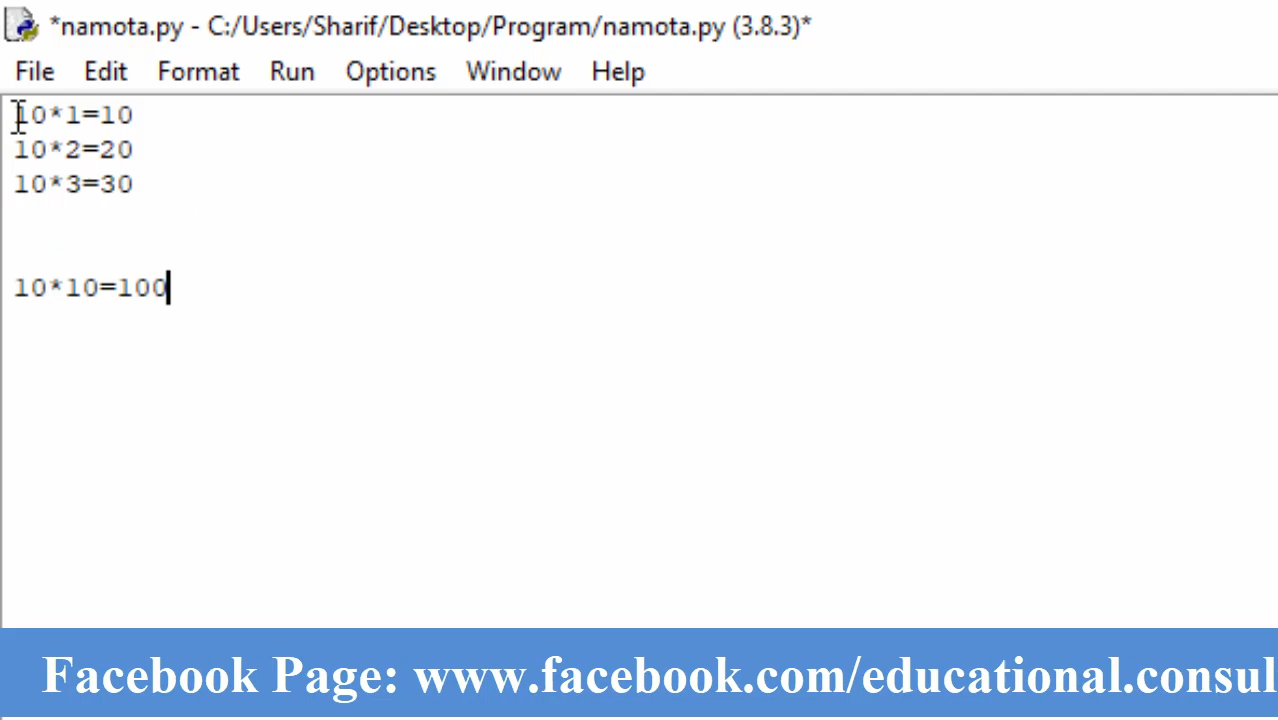 *namota.py - C:/Users/Sharif/Desktop/Program/namota.py (3.8.3)*
File Edit Format Run Options Window Help
10*1=10
10*2=20
10*3=30
10*10=100
Facebook Page: www.facebook.com/educational.consul